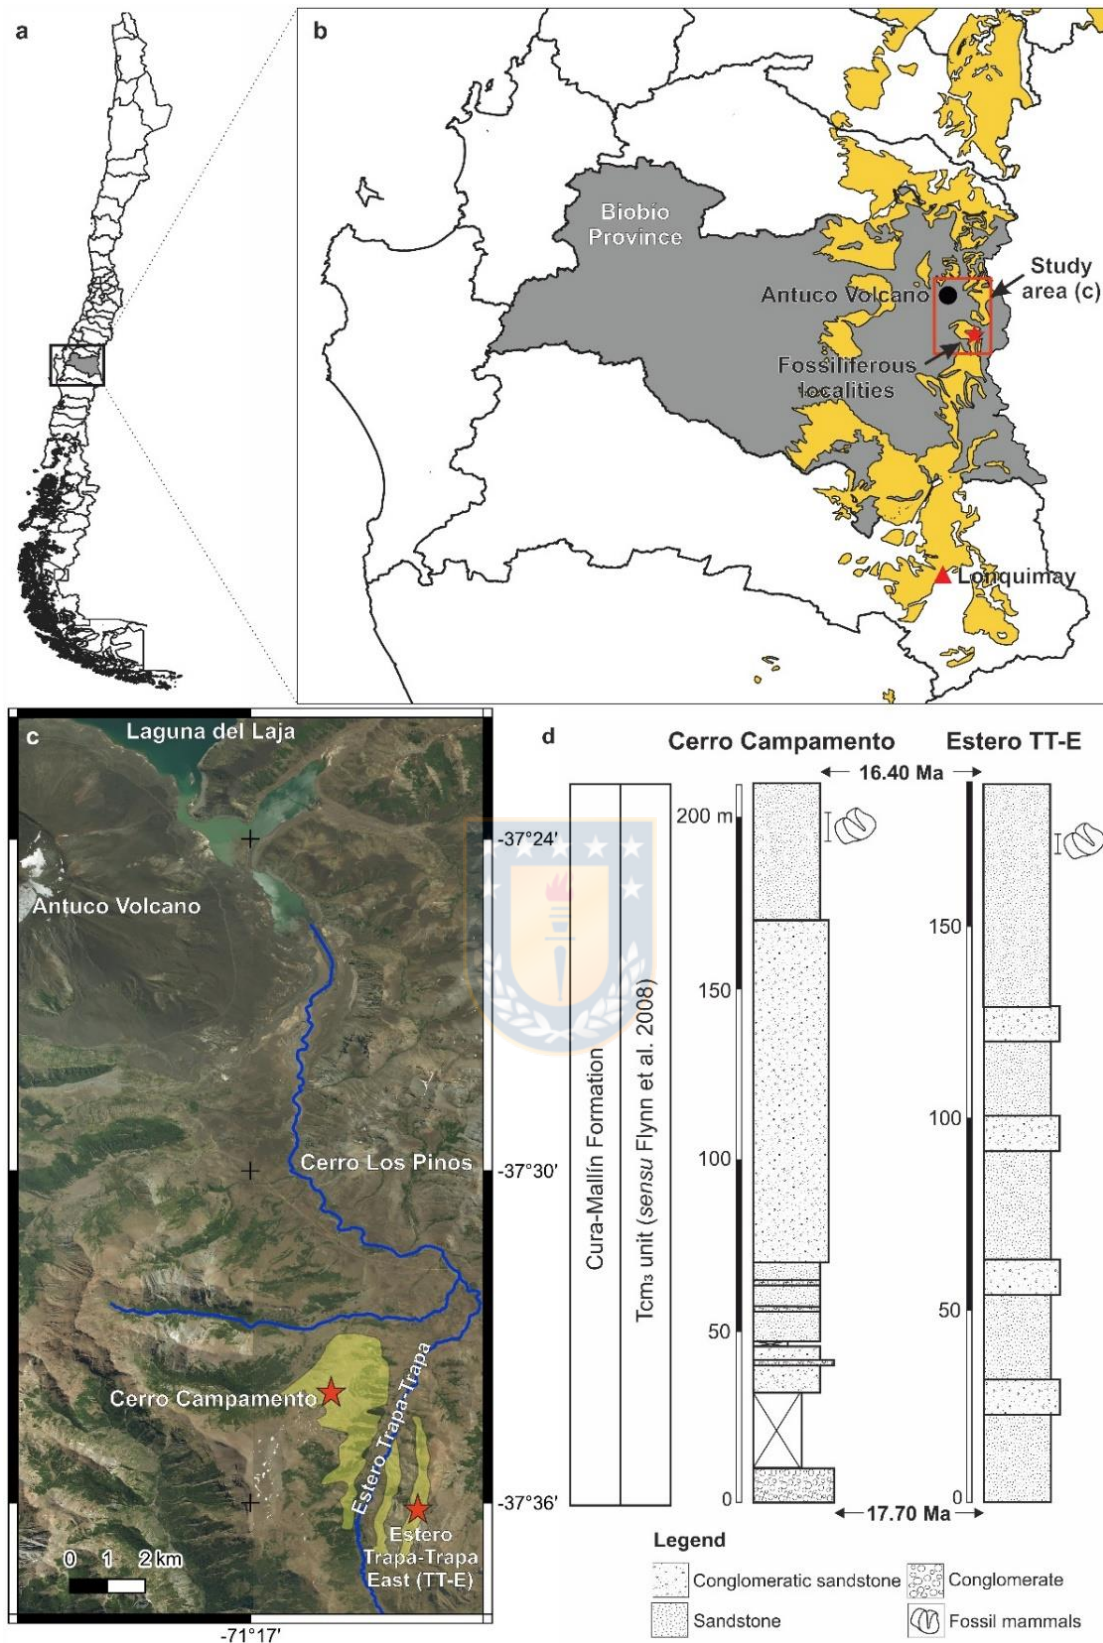 a
b
Biobio
Province
Study
area (c)
Antuco Volcano
Fossiliferous
localities
Lonquimay
c
Laguna del Laja
-37°24'
Antuco Volcano
Cerro Los Pinos
-37°30'
Cerro Campamento
Estero Trapa-Trapa
-37°36'
Estero
Trapa-Trapa
East (TT-E)
0 1 2 km
-71°17'
d
Cerro Campamento
Estero TT-E
16.40 Ma
Cura-Mallín Formation
Tcm₃ unit (sensu Flynn et al. 2008)
200 m
150
100
50
0
150
100
50
0
17.70 Ma
Legend
Conglomeratic sandstone
Conglomerate
Sandstone
Fossil mammals